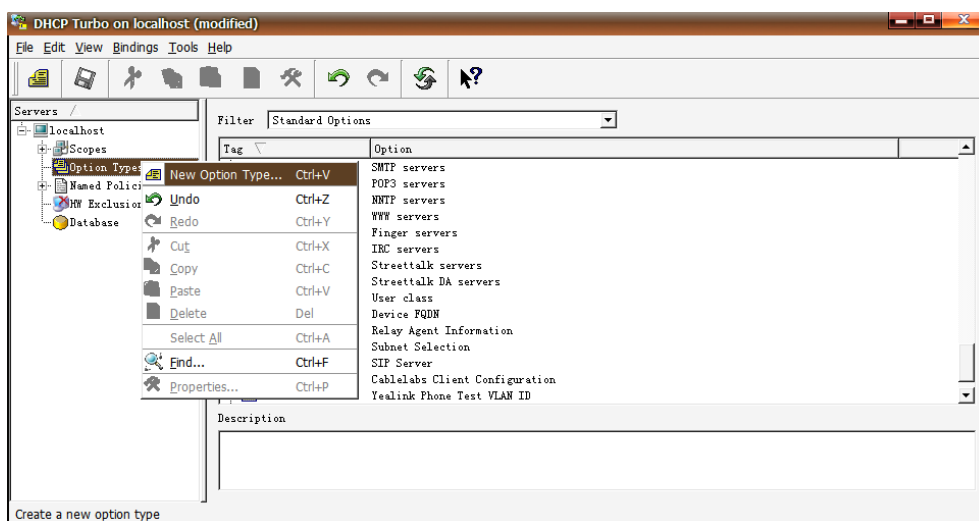 DHCP Turbo on localhost (modified)
File Edit View Bindings Tools Help
Servers /
localhost
Scopes
Option Types
Named Polici
HW Exclusion
Database
New Option Type... Ctrl+V
Undo Ctrl+Z
Redo Ctrl+Y
Cut Ctrl+X
Copy Ctrl+C
Paste Ctrl+V
Delete Del
Select All Ctrl+A
Find... Ctrl+F
Properties... Ctrl+P
Filter Standard Options
Tag Option
SMTP servers
POP3 servers
NNTP servers
WWW servers
Finger servers
IRC servers
Streettalk servers
Streettalk DA servers
User class
Device FQDN
Relay Agent Information
Subnet Selection
SIP Server
Cablelabs Client Configuration
Yealink Phone Test VLAN ID
Description
Create a new option type